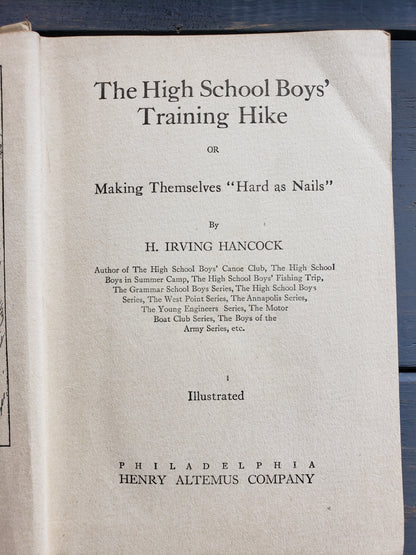 The High School Boys'
Training Hike
OR
Making Themselves "Hard as Nails"
By
H. IRVING HANCOCK
Author of The High School Boys' Canoe Club, The High School
Boys in Summer Camp, The High School Boys' Fishing Trip,
The Grammar School Boys Series, The High School Boys
Series, The West Point Series, The Annapolis Series,
The Young Engineers Series, The Motor
Boat Club Series, The Boys of the
Army Series, etc.
Illustrated
PHILADELPHIA
HENRY ALTEMUS COMPANY